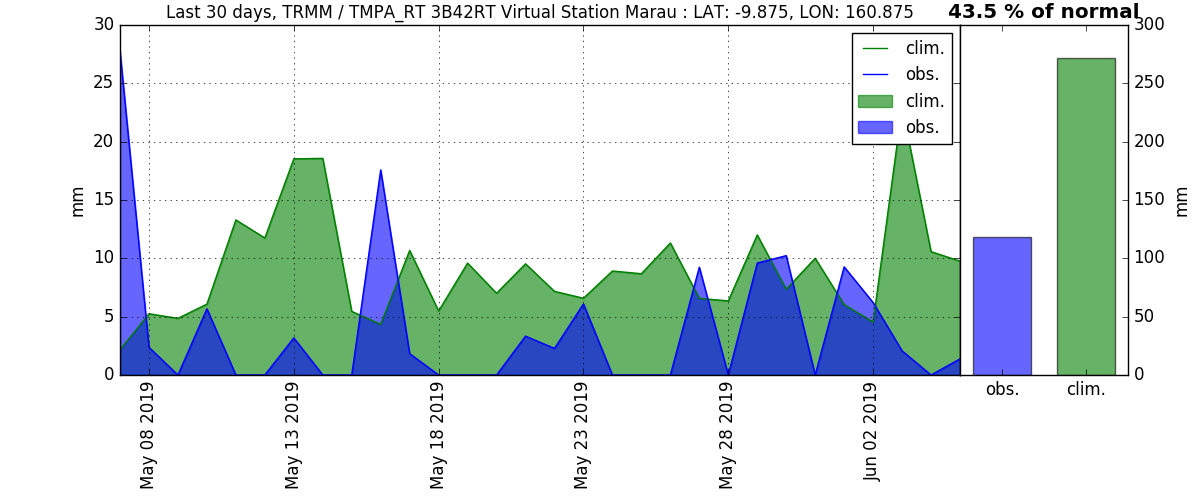 Last 30 days, TRMM / TMPA_RT 3B42RT Virtual Station Marau : LAT: -9.875, LON: 160.875
43.5 % of normal
30
25
20
15
10
5
0
mm
clim.
obs.
clim.
obs.
300
250
200
150
100
50
0
mm
obs.
clim.
May 08 2019
May 13 2019
May 18 2019
May 23 2019
May 28 2019
Jun 02 2019